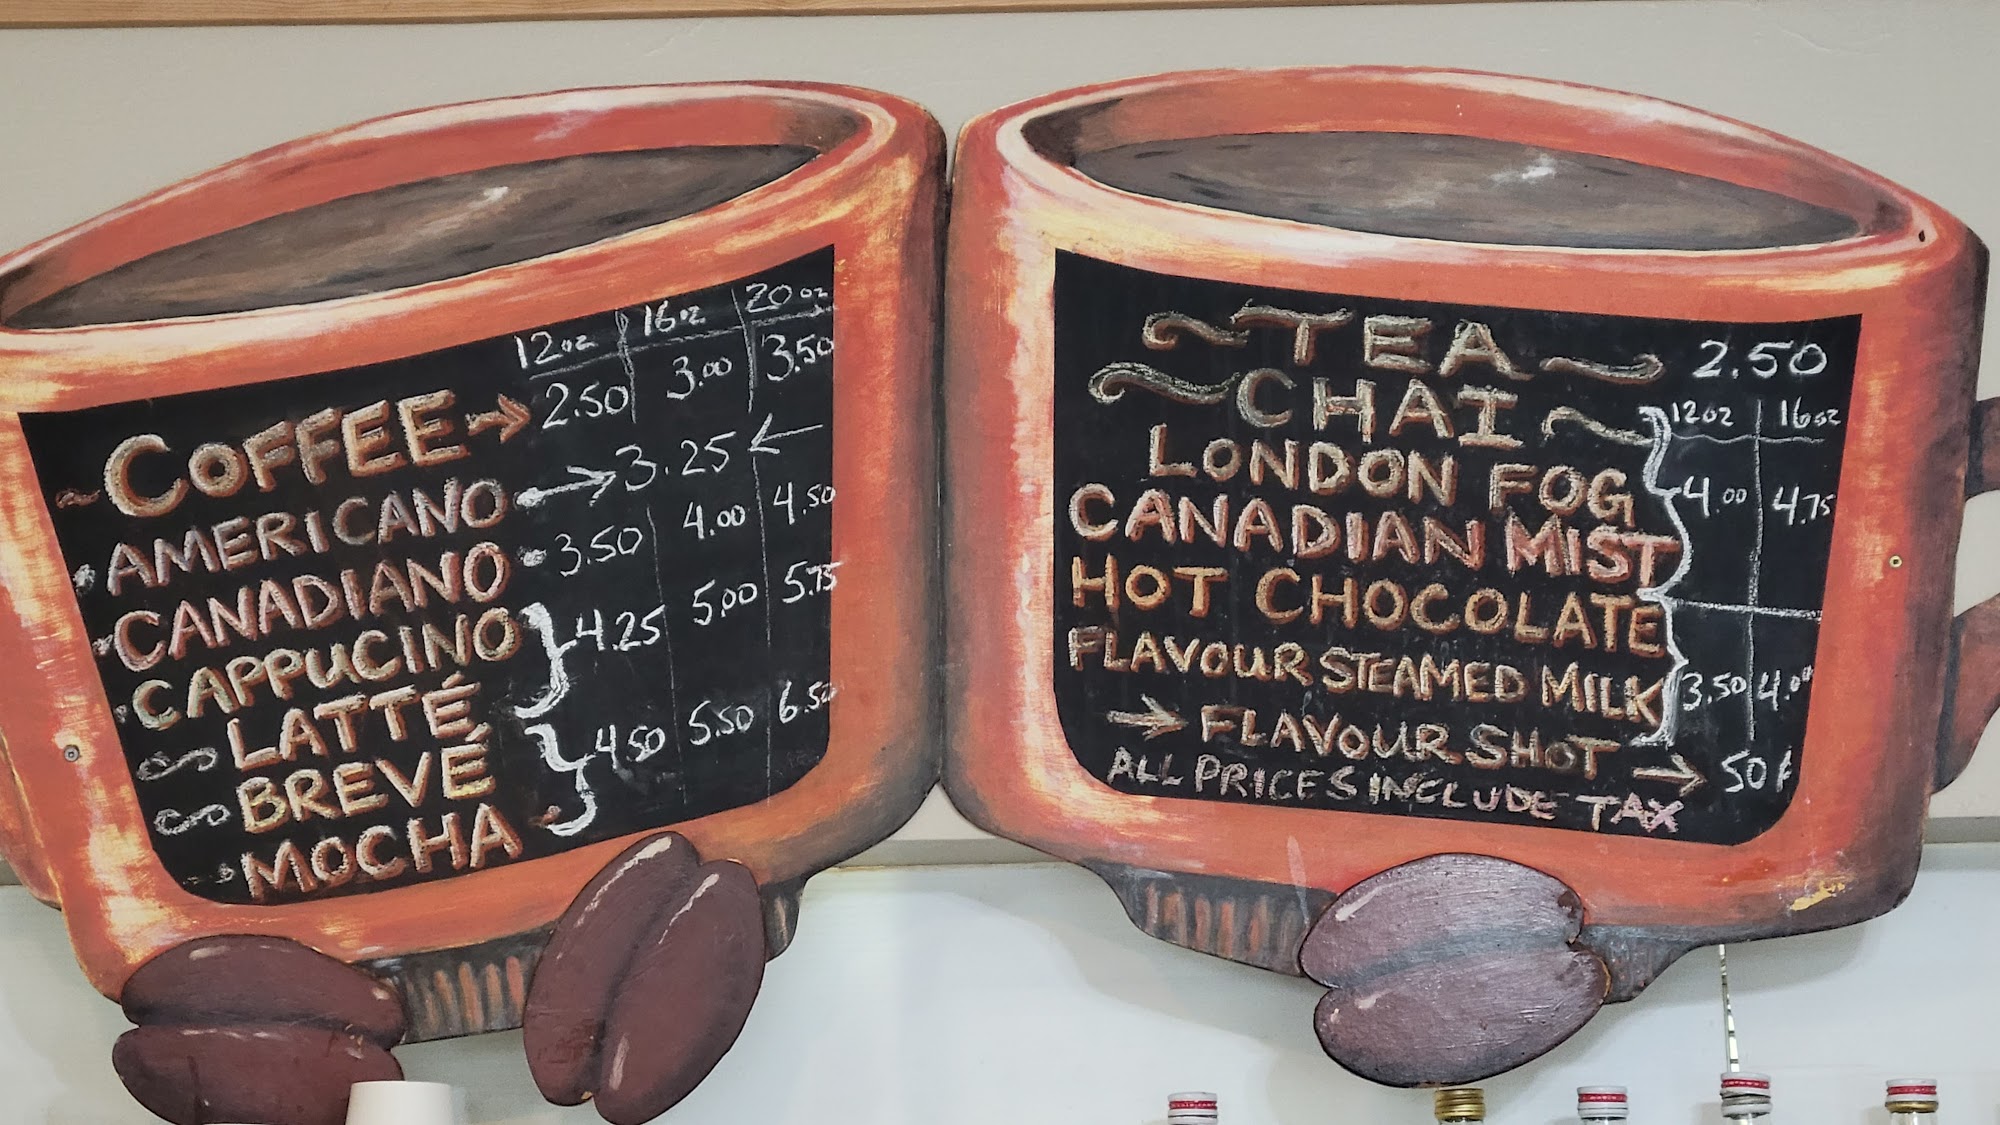 12oz 16oz 20oz
COFFEE → 2.50 3.00 3.50
AMERICANO → 3.25 ←
CANADIANO 3.50 4.00 4.50
CAPPUCINO
LATTÉ
4.25 5.00 5.75
BREVÉ
MOCHA
4.50 5.50 6.50
TEA 2.50
CHAI 12oz 16oz
LONDON FOG
CANADIAN MIST
4.00 4.75
HOT CHOCOLATE
FLAVOUR STEAMED MILK
3.50 4.00
→ FLAVOUR SHOT → 50¢
ALL PRICES INCLUDE TAX